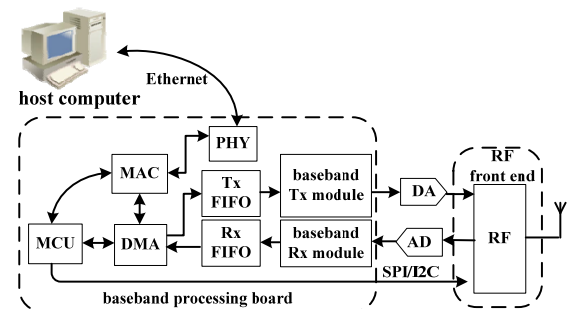 Ethernet
host computer
PHY
MAC
Tx
FIFO
baseband
Tx module
DA
RF
front end
MCU
DMA
Rx
FIFO
baseband
Rx module
AD
RF
SPI/I2C
baseband processing board